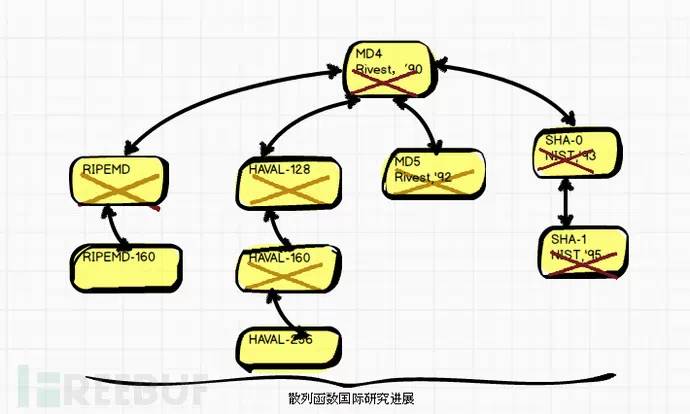 MD4
Rivest, '90
SHA-0
NIST,'93
RIPEMD
HAVAL-128
MD5
Rivest,'92
SHA-1
NIST,'95
RIPEMD-160
HAVAL-160
HAVAL-256
REEBUF
散列函数国际研究进展